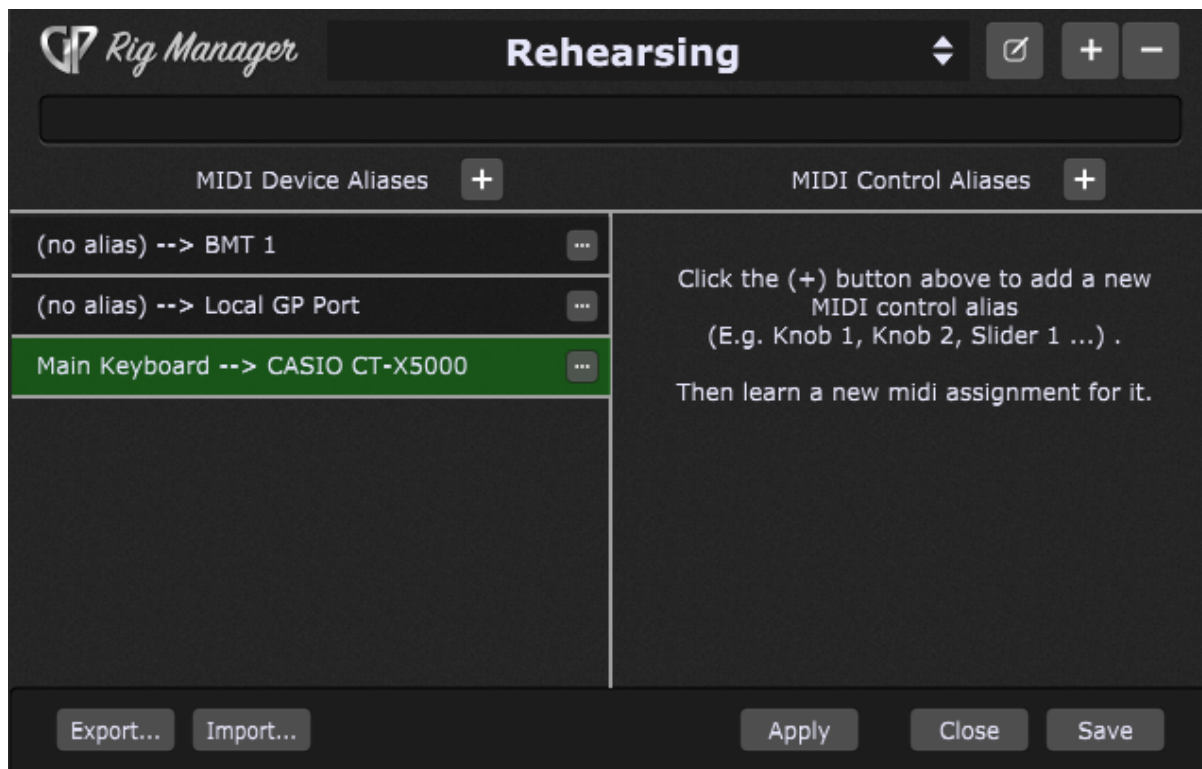 GP Rig Manager
Rehearsing
+ −
MIDI Device Aliases +
MIDI Control Aliases +
(no alias) --> BMT 1 ...
(no alias) --> Local GP Port ...
Main Keyboard --> CASIO CT-X5000 ...
Click the (+) button above to add a new
MIDI control alias
(E.g. Knob 1, Knob 2, Slider 1 ...) .
Then learn a new midi assignment for it.
Export... Import... Apply Close Save